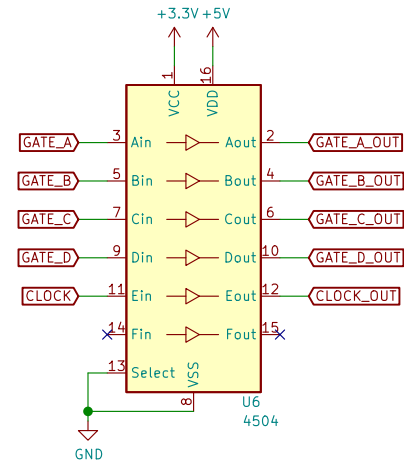 +3.3V +5V
1 16
VCC VDD
GATE_A 3 Ain Aout 2 GATE_A_OUT
GATE_B 5 Bin Bout 4 GATE_B_OUT
GATE_C 7 Cin Cout 6 GATE_C_OUT
GATE_D 9 Din Dout 10 GATE_D_OUT
CLOCK 11 Ein Eout 12 CLOCK_OUT
14 Fin Fout 15
13 Select
VSS
8
U6
4504
GND